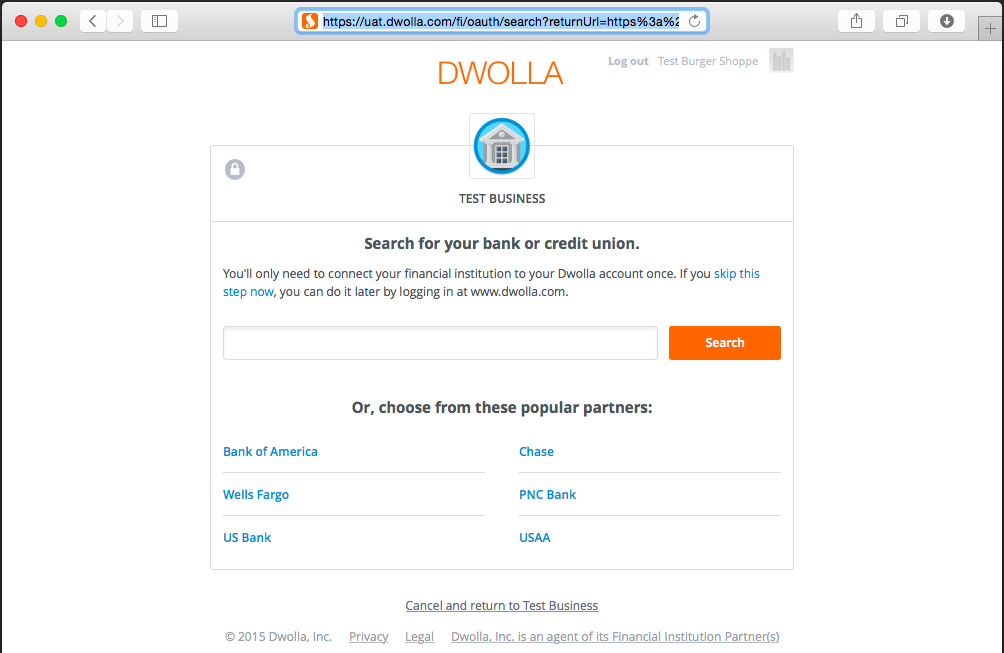 https://uat.dwolla.com/fi/oauth/search?returnUrl=https%3a%2
DWOLLA
Log out Test Burger Shoppe
TEST BUSINESS
Search for your bank or credit union.
You'll only need to connect your financial institution to your Dwolla account once. If you skip this
step now, you can do it later by logging in at www.dwolla.com.
Search
Or, choose from these popular partners:
Bank of America
Chase
Wells Fargo
PNC Bank
US Bank
USAA
Cancel and return to Test Business
© 2015 Dwolla, Inc. Privacy Legal Dwolla, Inc. is an agent of its Financial Institution Partner(s)